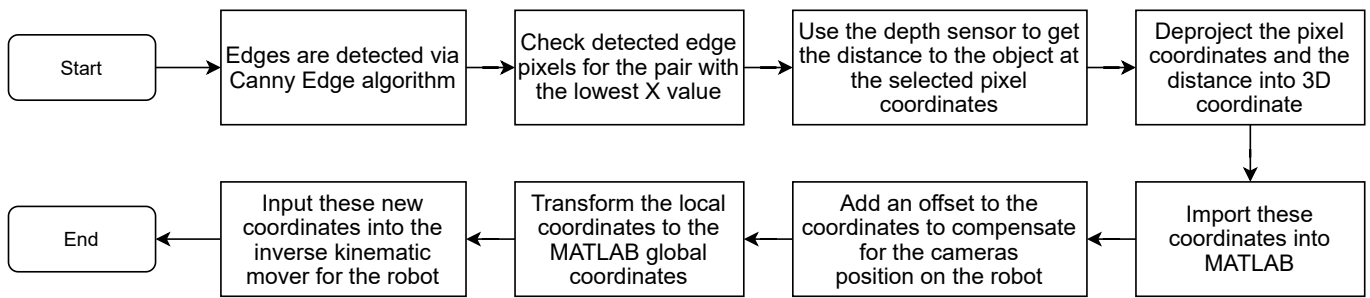 Start
Edges are detected via
Canny Edge algorithm
Check detected edge
pixels for the pair with
the lowest X value
Use the depth sensor to get
the distance to the object at
the selected pixel
coordinates
Deproject the pixel
coordinates and the
distance into 3D
coordinate
Import these
coordinates into
MATLAB
Add an offset to the
coordinates to compensate
for the cameras
position on the robot
Transform the local
coordinates to the
MATLAB global
coordinates
Input these new
coordinates into the
inverse kinematic
mover for the robot
End